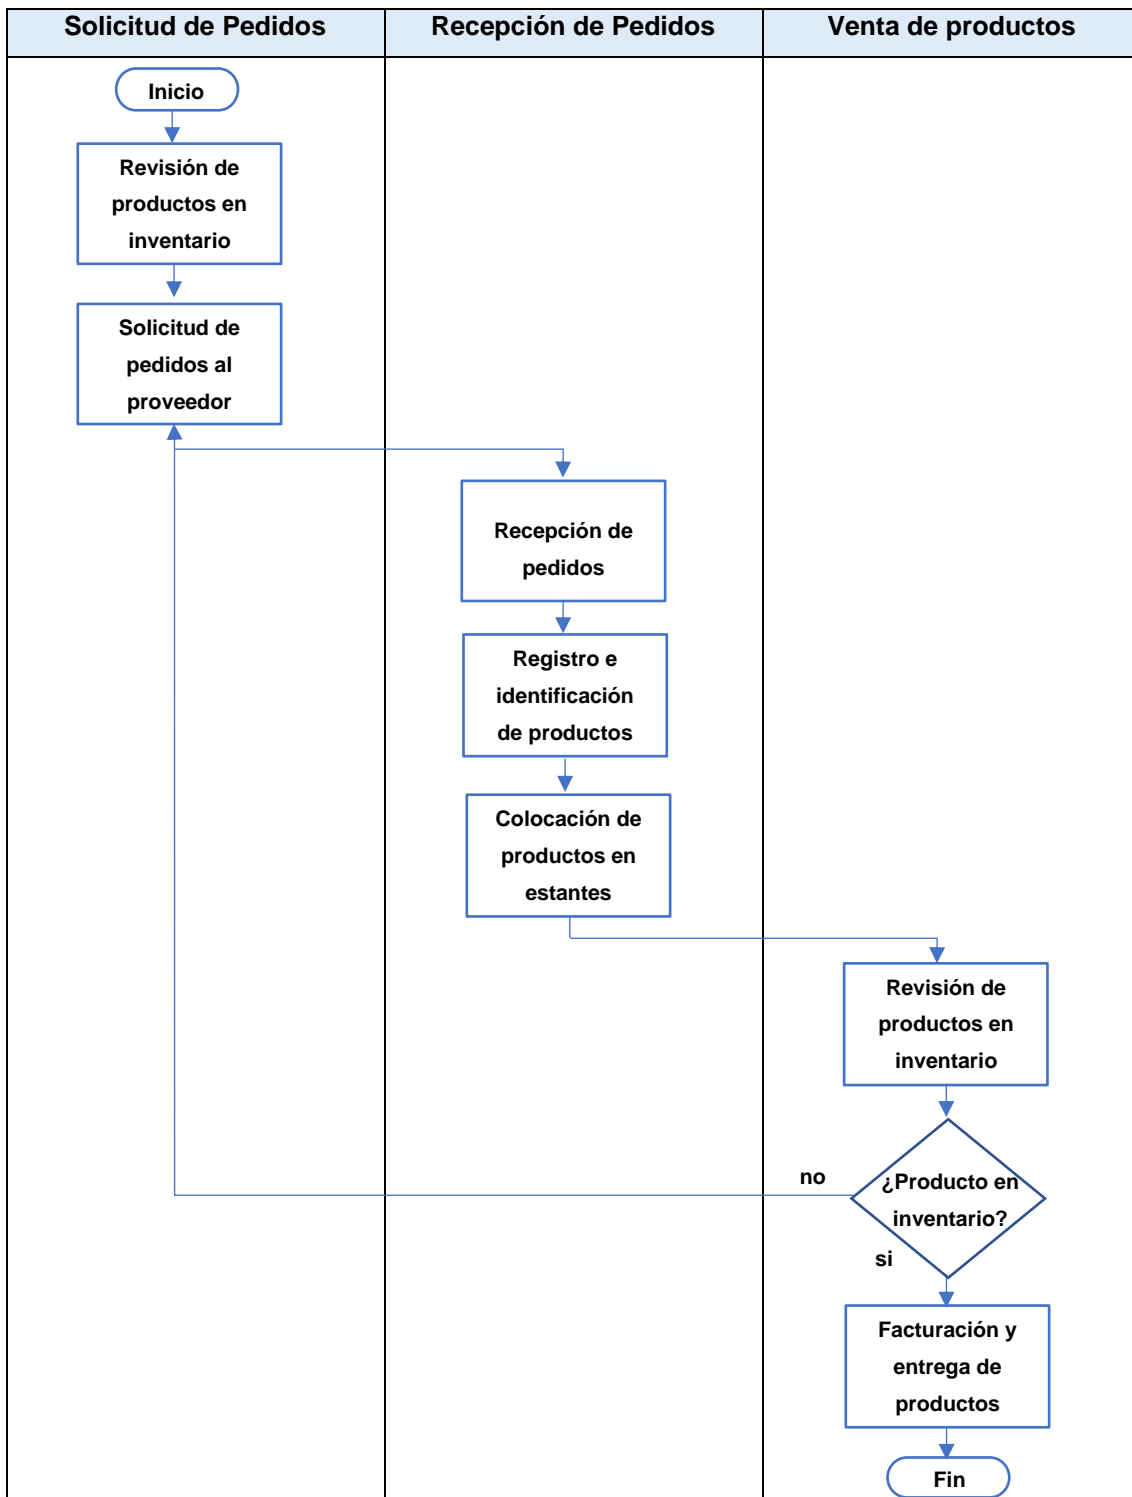 Solicitud de Pedidos
Recepción de Pedidos
Venta de productos
Inicio
Revisión de
productos en
inventario
Solicitud de
pedidos al
proveedor
Recepción de
pedidos
Registro e
identificación
de productos
Colocación de
productos en
estantes
Revisión de
productos en
inventario
no
¿Producto en
inventario?
si
Facturación y
entrega de
productos
Fin